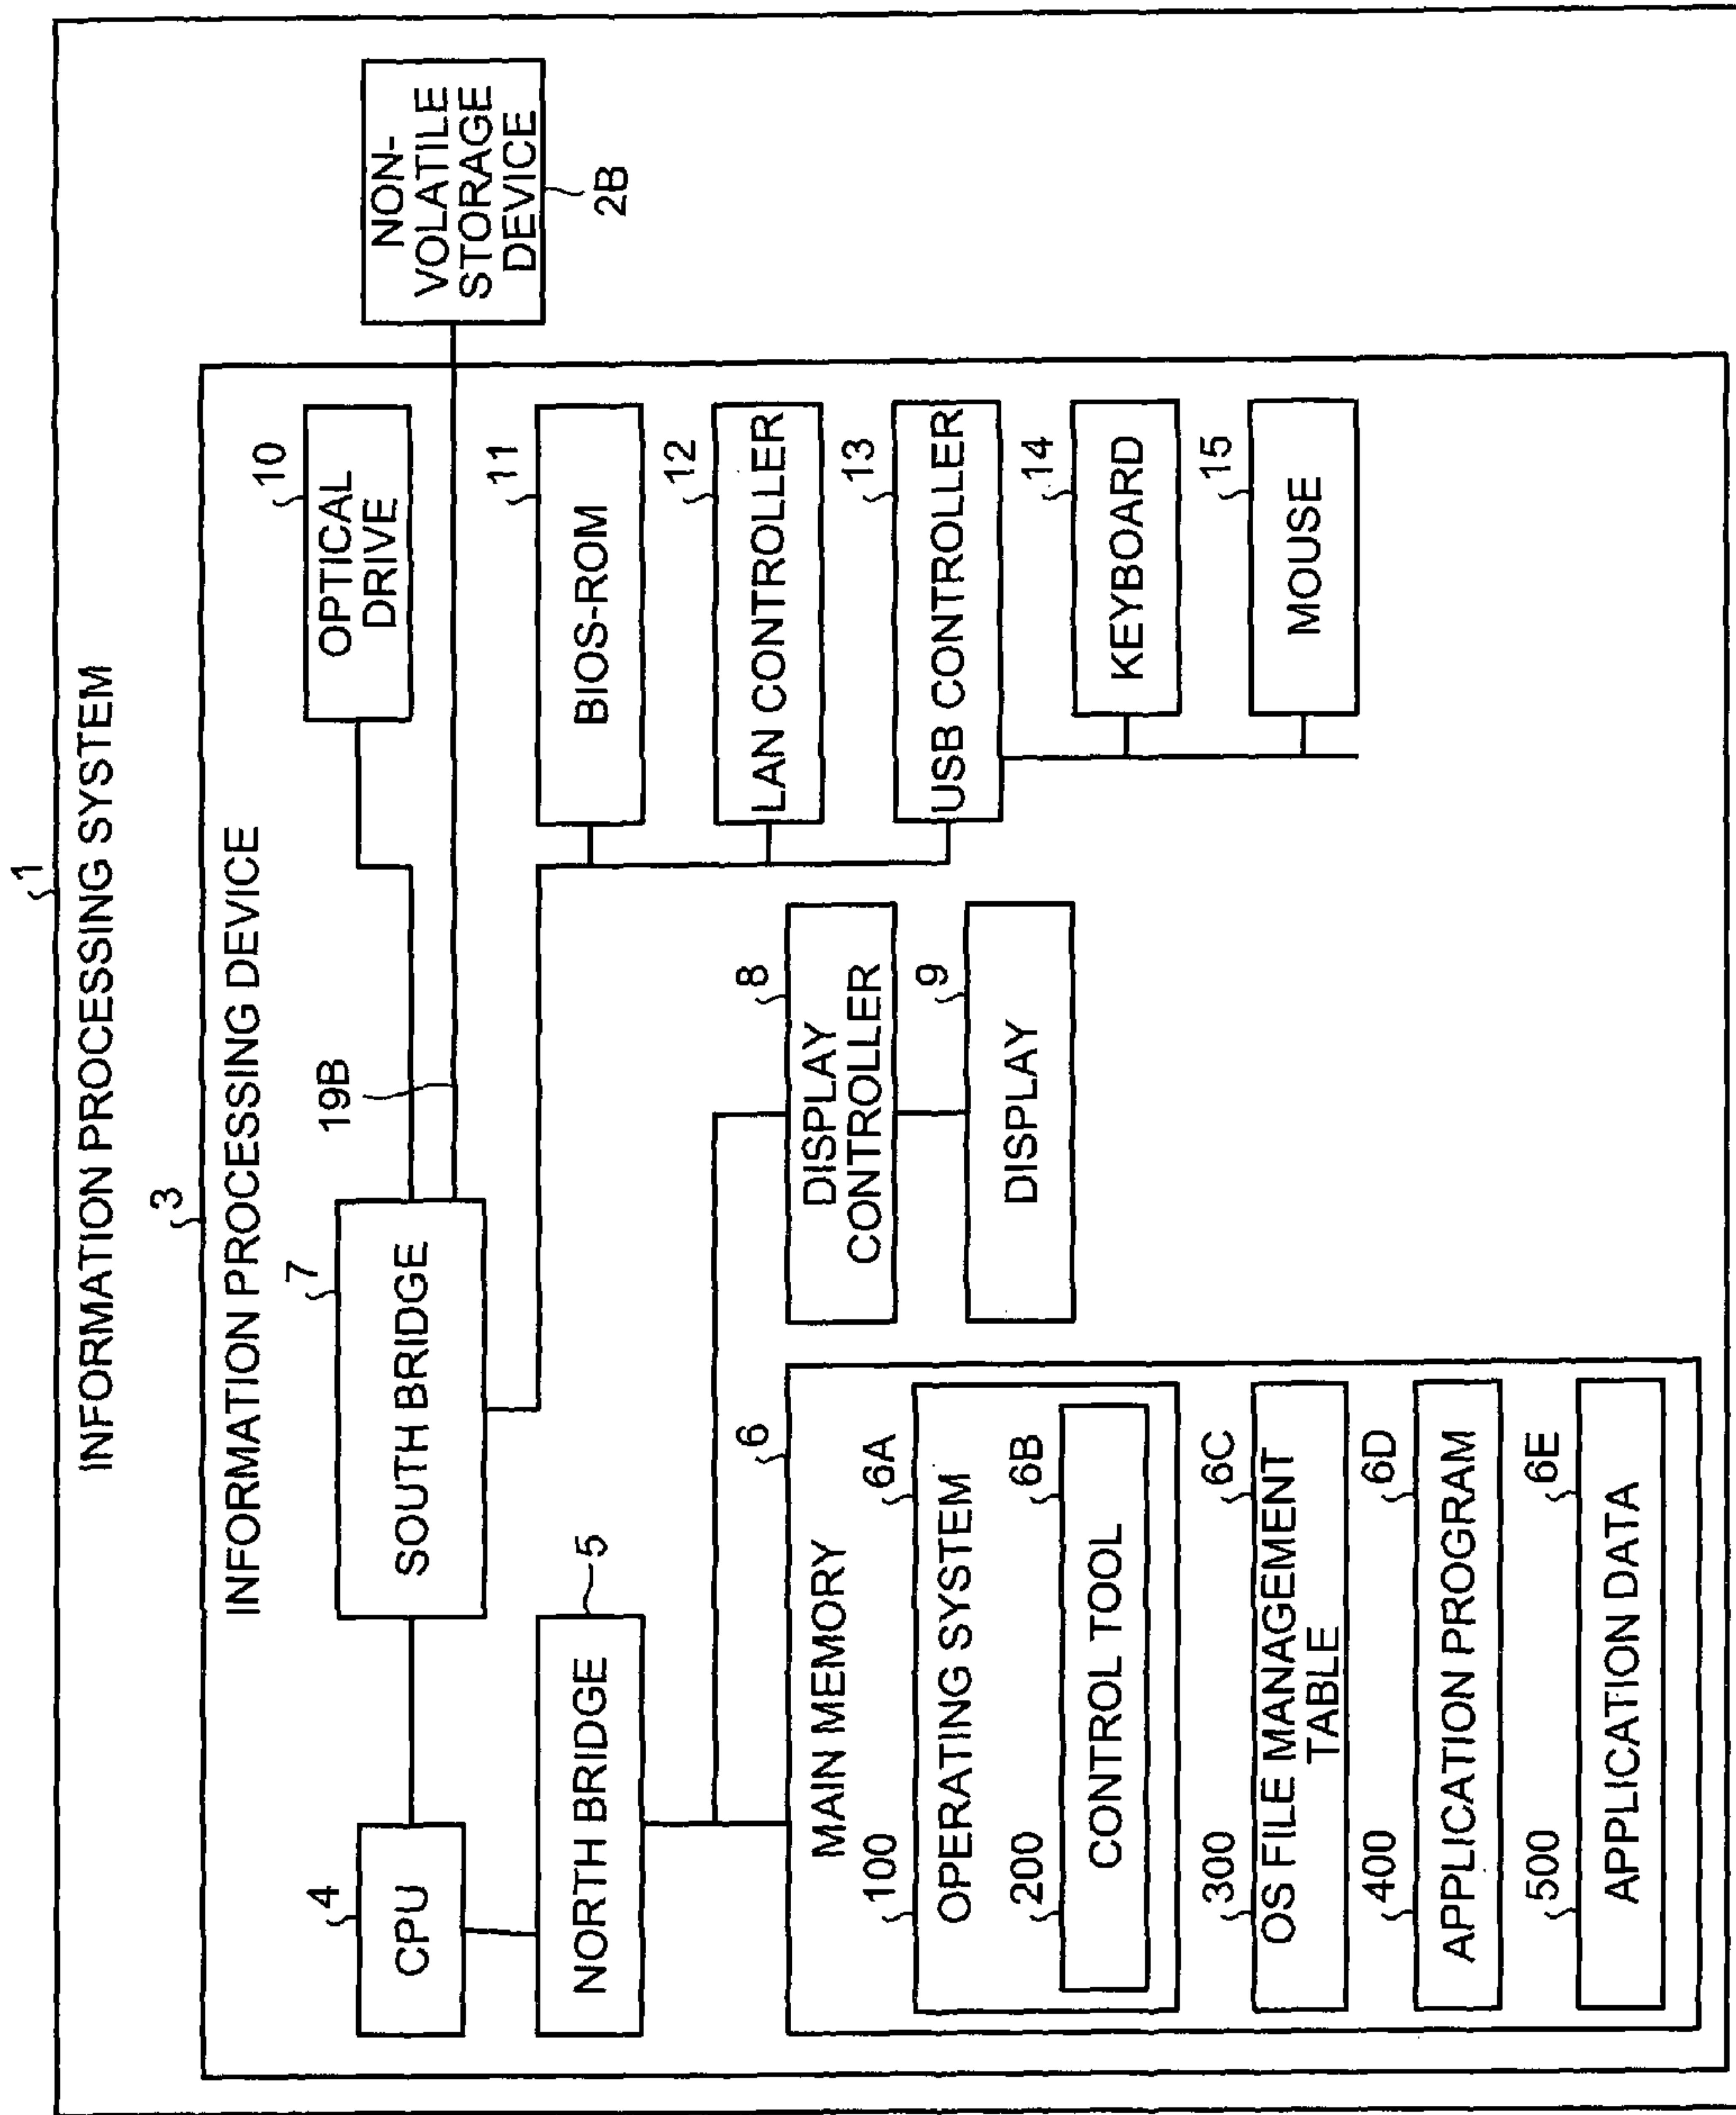 1
INFORMATION PROCESSING SYSTEM
3
INFORMATION PROCESSING DEVICE
4
CPU
7
SOUTH BRIDGE
19B
10
OPTICAL
DRIVE
NON-
VOLATILE
STORAGE
DEVICE
2B
NORTH BRIDGE
5
11
BIOS-ROM
12
LAN CONTROLLER
13
USB CONTROLLER
14
KEYBOARD
15
MOUSE
8
DISPLAY
CONTROLLER
9
DISPLAY
6
MAIN MEMORY
100
6A
OPERATING SYSTEM
200
6B
CONTROL TOOL
300
6C
OS FILE MANAGEMENT
TABLE
400
6D
APPLICATION PROGRAM
500
6E
APPLICATION DATA